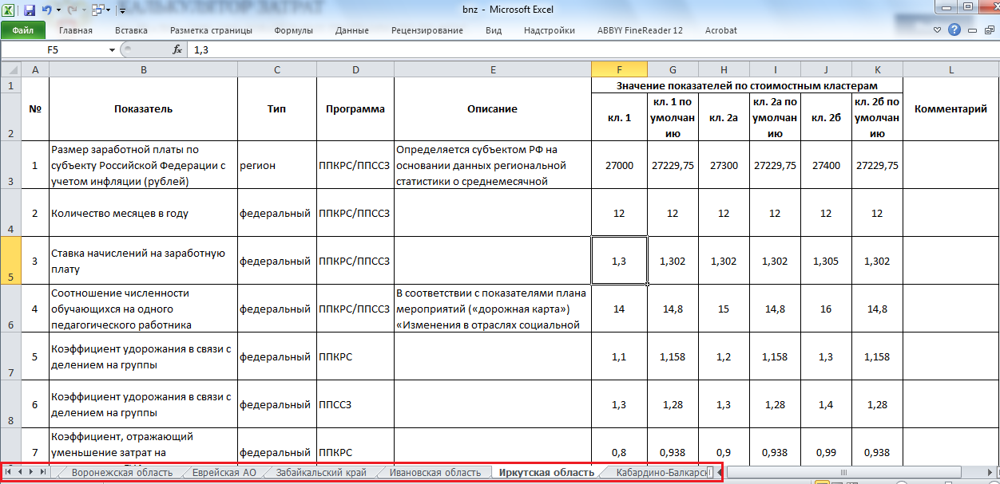 КАЛЬКУЛЯТОР ЗАТРАТ
bnz - Microsoft Excel
Файл Главная Вставка Разметка страницы Формулы Данные Рецензирование Вид Надстройки ABBYY FineReader 12 Acrobat
F5 fx 1,3
A B C D E F G H I J K L
1 Значение показателей по стоимостным кластерам
2 № Показатель Тип Программа Описание кл. 1 кл. 1 по умолчан ию кл. 2а кл. 2а по умолчан ию кл. 2б кл. 2б по умолчан ию Комментарий
3 1 Размер заработной платы по субъекту Российской Федерации с учетом инфляции (рублей) регион ППКРС/ППССЗ Определяется субъектом РФ на основании данных региональной статистики о среднемесячной 27000 27229,75 27300 27229,75 27400 27229,75
4 2 Количество месяцев в году федеральный ППКРС/ППССЗ 12 12 12 12 12 12
5 3 Ставка начислений на заработную плату федеральный ППКРС/ППССЗ 1,3 1,302 1,302 1,302 1,305 1,302
6 4 Соотношение численности обучающихся на одного педагогического работника федеральный ППКРС/ППССЗ В соответствии с показателями плана мероприятий («дорожная карта») «Изменения в отраслях социальной 14 14,8 15 14,8 16 14,8
7 5 Коэффициент удорожания в связи с делением на группы федеральный ППКРС 1,1 1,158 1,2 1,158 1,3 1,158
8 6 Коэффициент удорожания в связи с делением на группы федеральный ППССЗ 1,3 1,28 1,3 1,28 1,4 1,28
7 Коэффициент, отражающий уменьшение затрат на федеральный ППКРС 0,8 0,938 0,9 0,938 0,99 0,938
Воронежская область Еврейская АО Забайкальский край Ивановская область Иркутская область Кабардино-Балкарск